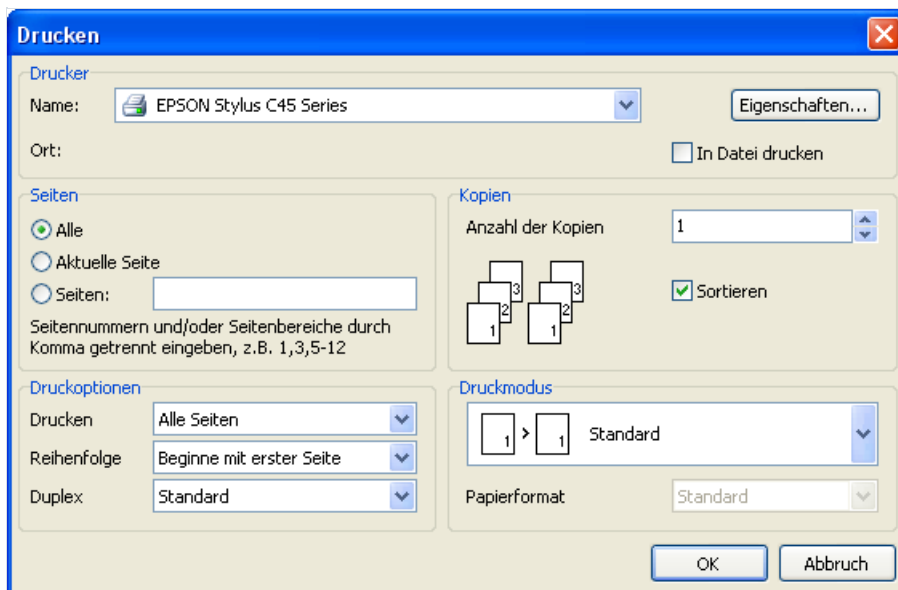 Drucken
Drucker
Name: EPSON Stylus C45 Series Eigenschaften...
Ort: In Datei drucken
Seiten
Alle
Aktuelle Seite
Seiten:
Seitennummern und/oder Seitenbereiche durch
Komma getrennt eingeben, z.B. 1,3,5-12
Kopien
Anzahl der Kopien 1
3 3
2 2
1 1
Sortieren
Druckoptionen
Drucken Alle Seiten
Reihenfolge Beginne mit erster Seite
Duplex Standard
Druckmodus
1 > 1 Standard
Papierformat Standard
OK Abbruch